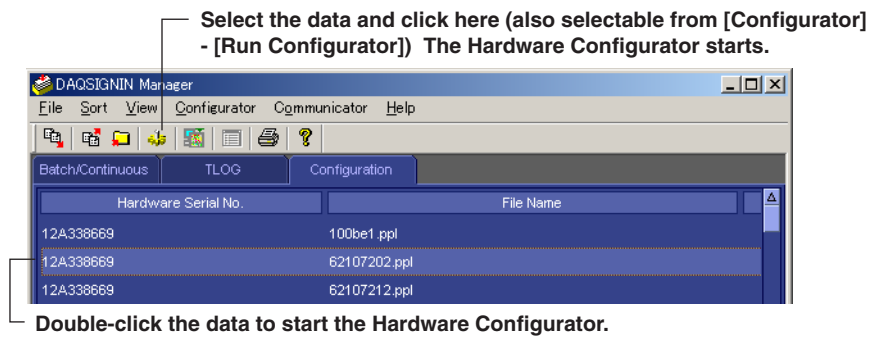 Select the data and click here (also selectable from [Configurator]
- [Run Configurator]) The Hardware Configurator starts.
DAQSIGNIN Manager
File Sort View Configurator Communicator Help
Batch/Continuous TLOG Configuration
Hardware Serial No. File Name
12A338669 100be1.ppl
12A338669 62107202.ppl
12A338669 62107212.ppl
Double-click the data to start the Hardware Configurator.